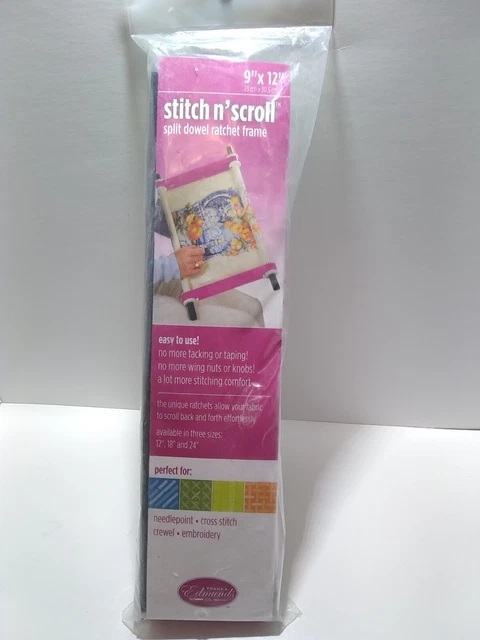 9" x 12"
stitch n' scroll™
split dowel ratchet frame
easy to use!
no more tacking or taping!
no more wing nuts or knobs!
a lot more stitching comfort
the unique ratchets allow your fabric
to scroll back and forth effortlessly
available in three sizes:
12", 18" and 24"
perfect for:
needlepoint • cross stitch
crewel • embroidery
Edmunds